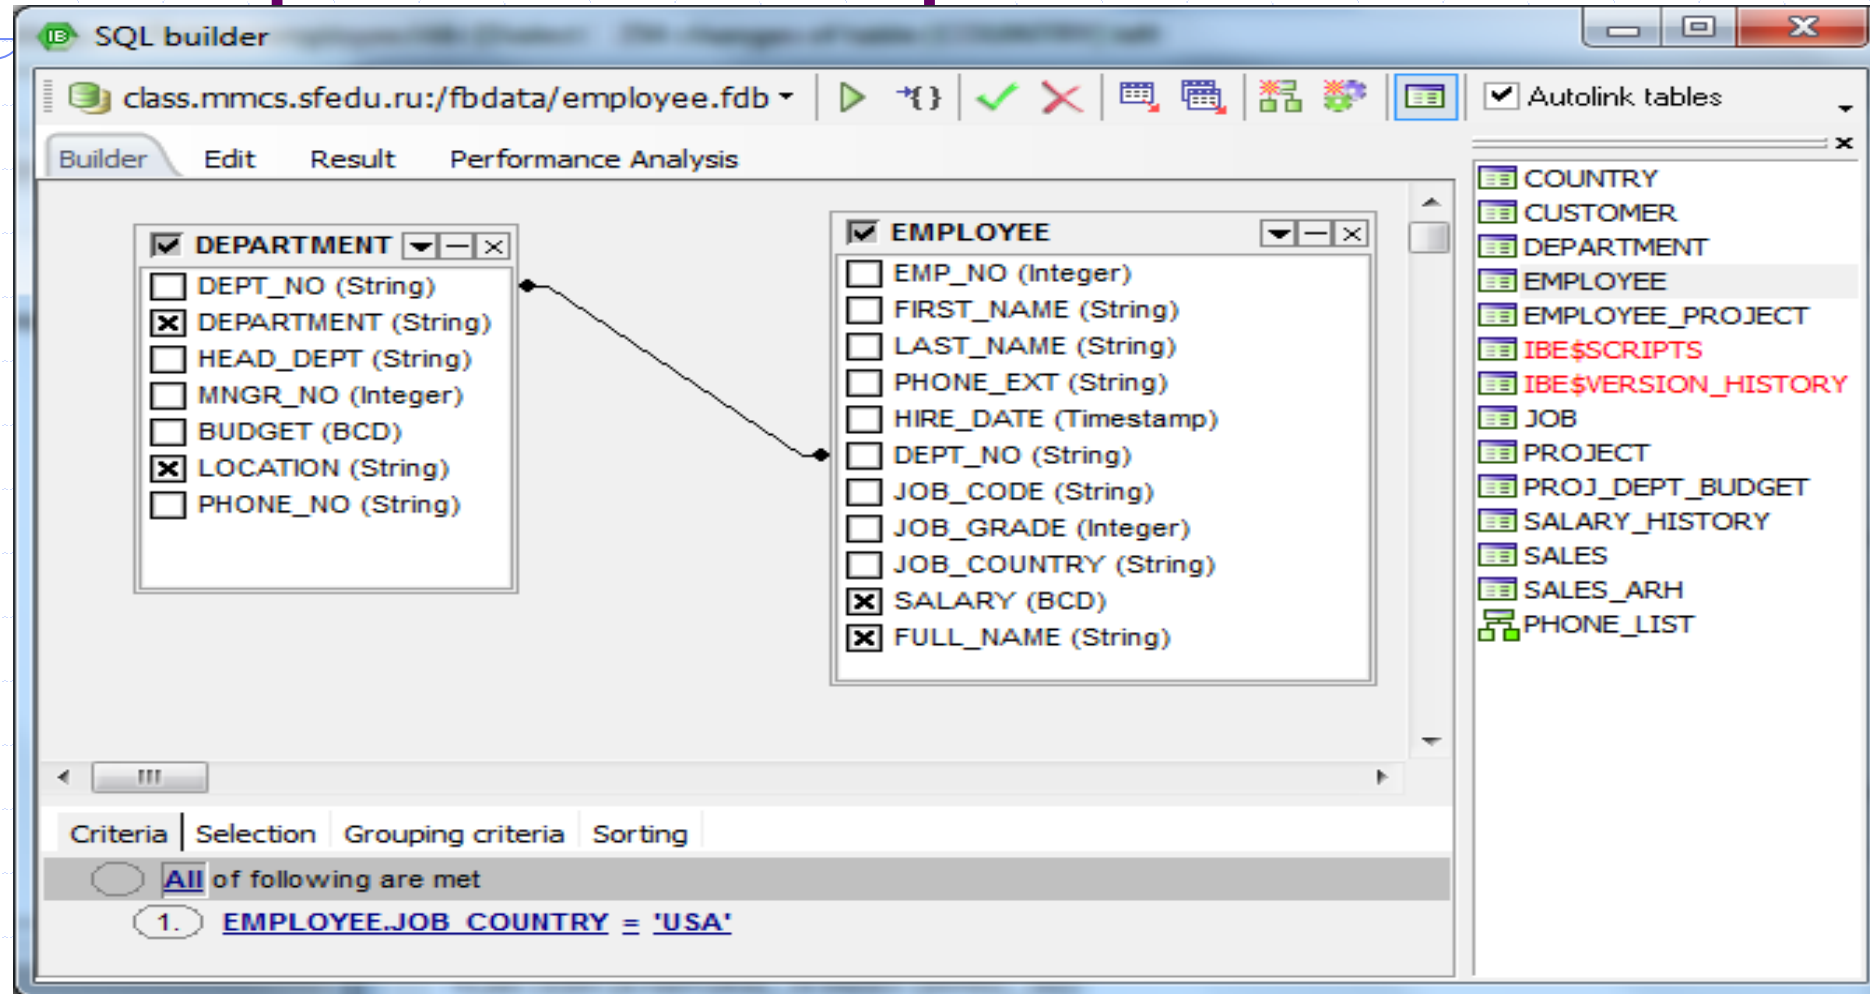 SQL builder
class.mmcs.sfedu.ru:/fbdata/employee.fdb
Autolink tables
Builder Edit Result Performance Analysis
DEPARTMENT
DEPT_NO (String)
DEPARTMENT (String)
HEAD_DEPT (String)
MNGR_NO (Integer)
BUDGET (BCD)
LOCATION (String)
PHONE_NO (String)
EMPLOYEE
EMP_NO (Integer)
FIRST_NAME (String)
LAST_NAME (String)
PHONE_EXT (String)
HIRE_DATE (Timestamp)
DEPT_NO (String)
JOB_CODE (String)
JOB_GRADE (Integer)
JOB_COUNTRY (String)
SALARY (BCD)
FULL_NAME (String)
COUNTRY
CUSTOMER
DEPARTMENT
EMPLOYEE
EMPLOYEE_PROJECT
IBE$SCRIPTS
IBE$VERSION_HISTORY
JOB
PROJECT
PROJ_DEPT_BUDGET
SALARY_HISTORY
SALES
SALES_ARH
PHONE_LIST
Criteria Selection Grouping criteria Sorting
All of following are met
1. EMPLOYEE.JOB_COUNTRY = 'USA'